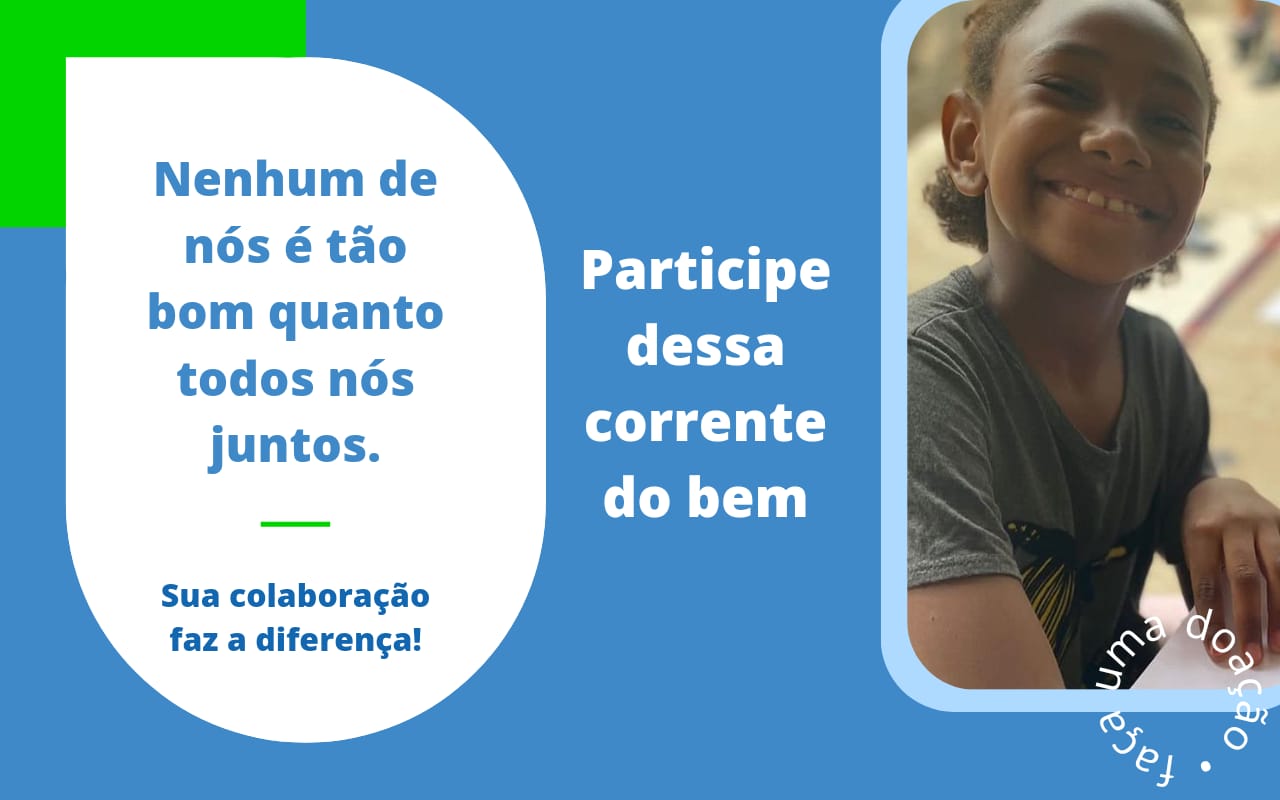 Nenhum de
nós é tão
bom quanto
todos nós
juntos.
Sua colaboração
faz a diferença!
Participe
dessa
corrente
do bem
faça uma doação •